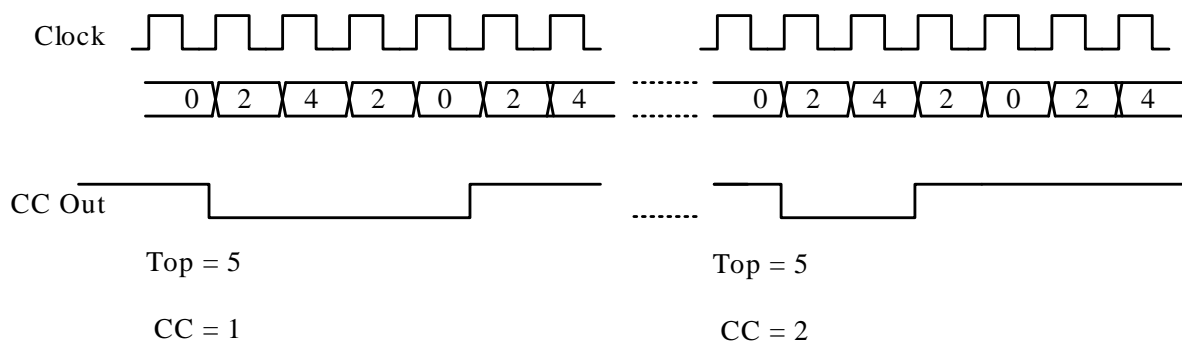 Clock
0 2 4 2 0 2 4 0 2 4 2 0 2 4
CC Out
Top = 5 Top = 5
CC = 1 CC = 2